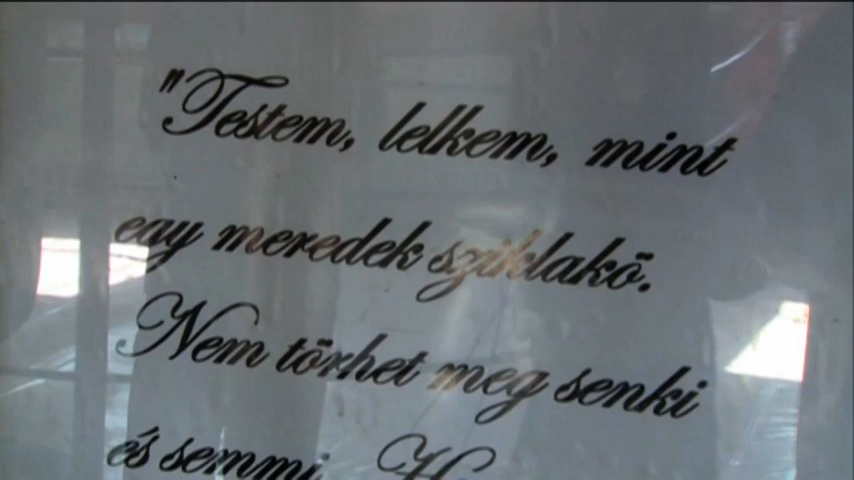 "Testem, lelkem, mint
egy meredek sziklakő.
Nem törhet meg senki
és semmi.